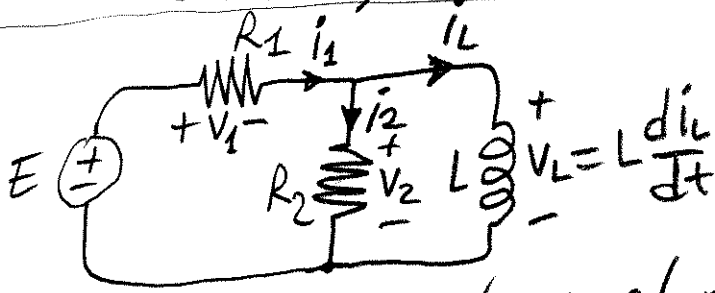 R1 i1 iL
+ V1 − i2 +
E + − R2 + V2 − L VL = L diL/dt
−